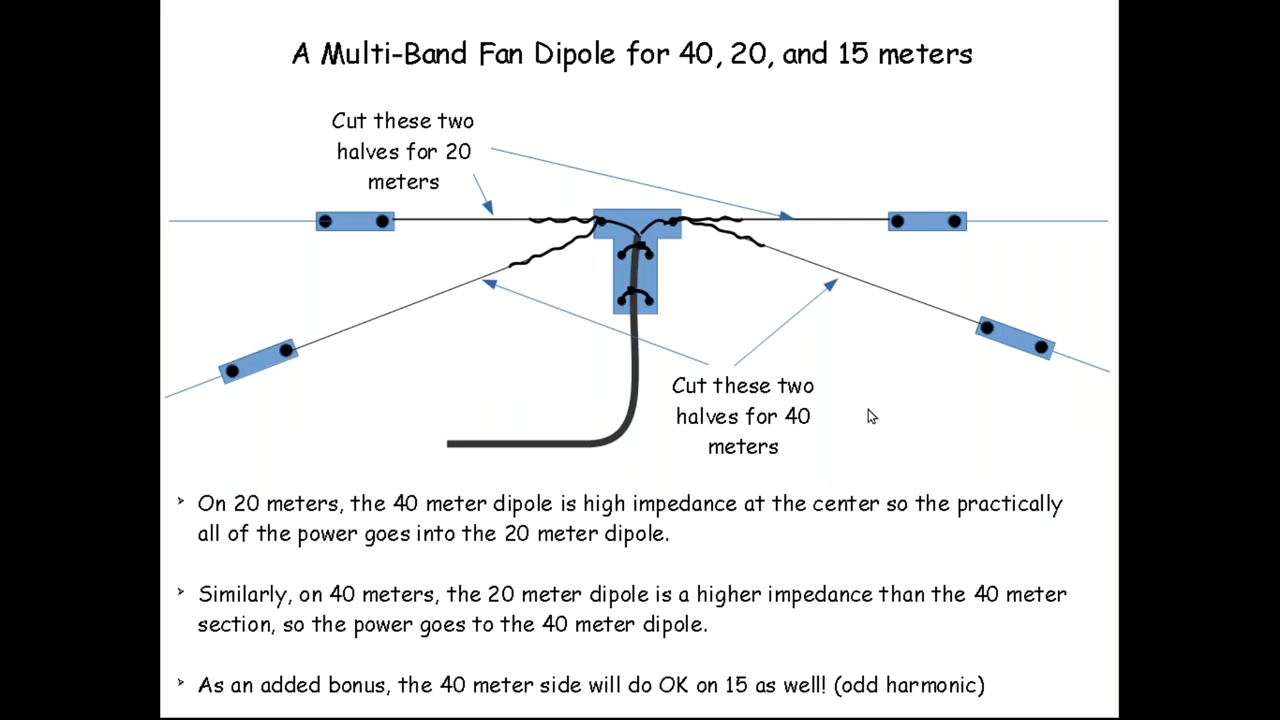 A Multi-Band Fan Dipole for 40, 20, and 15 meters
Cut these two
halves for 20
meters
Cut these two
halves for 40
meters
On 20 meters, the 40 meter dipole is high impedance at the center so the practically
all of the power goes into the 20 meter dipole.
Similarly, on 40 meters, the 20 meter dipole is a higher impedance than the 40 meter
section, so the power goes to the 40 meter dipole.
As an added bonus, the 40 meter side will do OK on 15 as well! (odd harmonic)